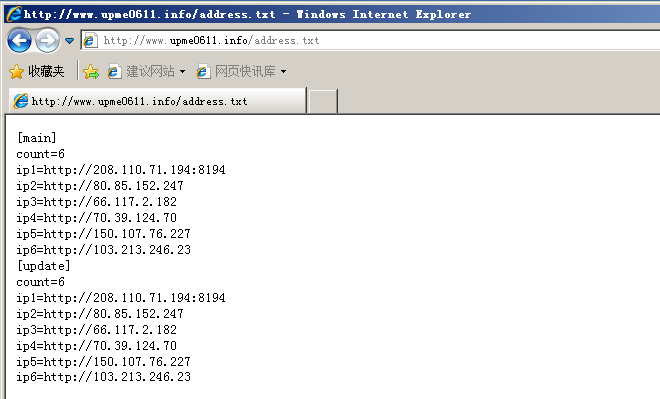 http://www.upme0611.info/address.txt - Windows Internet Explorer
http://www.upme0611.info/address.txt
收藏夹 建议网站 网页快讯库
http://www.upme0611.info/address.txt
[main]
count=6
ip1=http://208.110.71.194:8194
ip2=http://80.85.152.247
ip3=http://66.117.2.182
ip4=http://70.39.124.70
ip5=http://150.107.76.227
ip6=http://103.213.246.23
[update]
count=6
ip1=http://208.110.71.194:8194
ip2=http://80.85.152.247
ip3=http://66.117.2.182
ip4=http://70.39.124.70
ip5=http://150.107.76.227
ip6=http://103.213.246.23